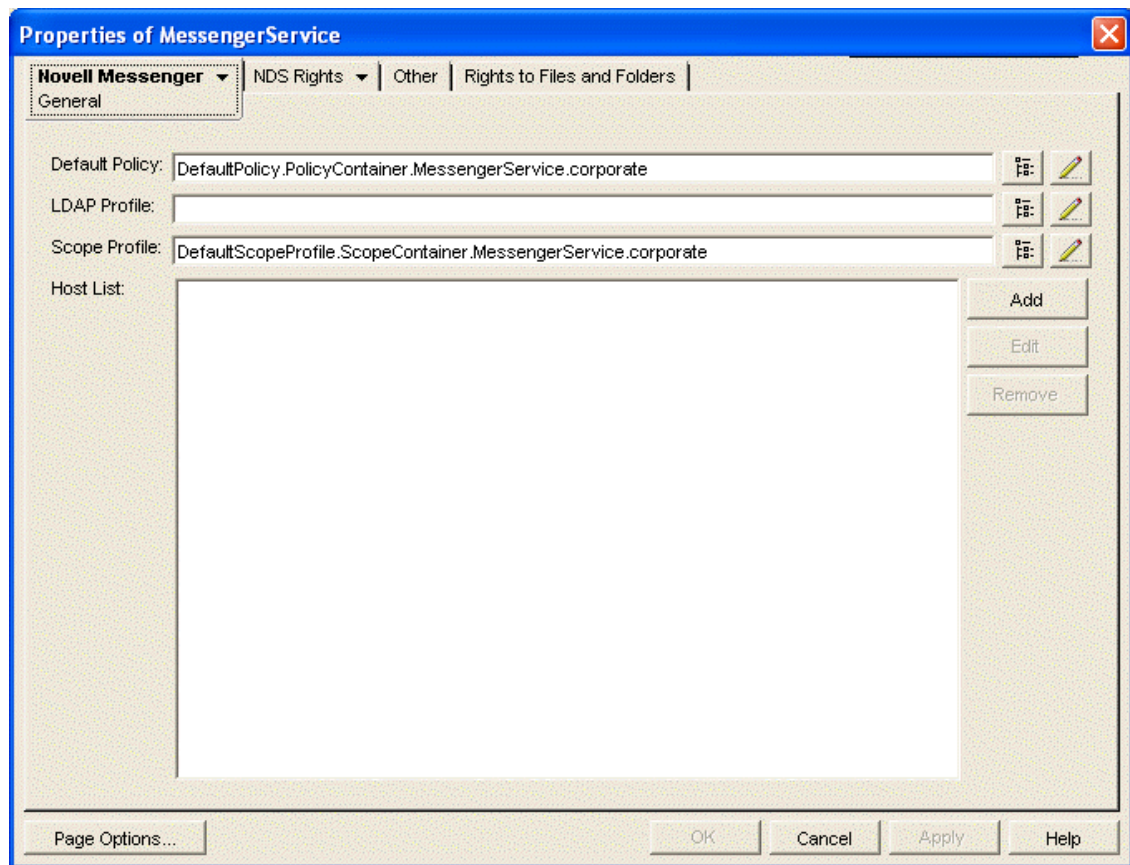 Properties of MessengerService
Novell Messenger NDS Rights Other Rights to Files and Folders
General
Default Policy: DefaultPolicy.PolicyContainer.MessengerService.corporate
LDAP Profile:
Scope Profile: DefaultScopeProfile.ScopeContainer.MessengerService.corporate
Host List:
Add
Edit
Remove
Page Options... OK Cancel Apply Help